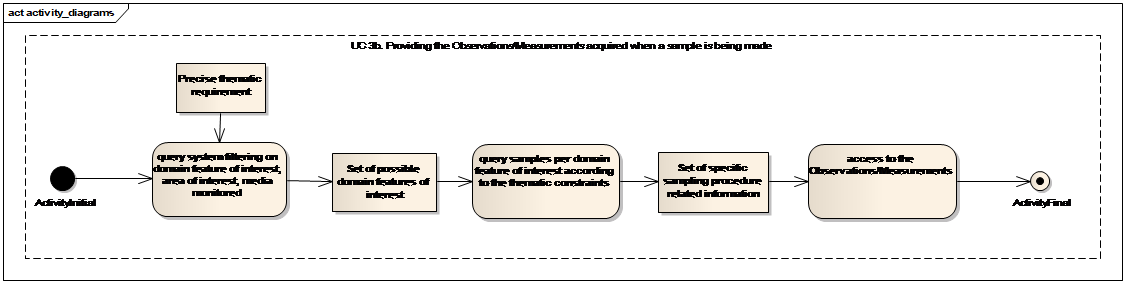 act activity_diagrams
UC 3b. Providing the Observations/Measurements acquired when a sample is being made
Precise thematic
requirement
query system filtering on
domain feature of interest,
area of interest, media
monitored
Set of possible
domain features of
interest
query samples per domain
feature of interest according
to the thematic constraints
Set of specific
sampling procedure
related information
access to the
Observations/Measurements
ActivityInitial
ActivityFinal